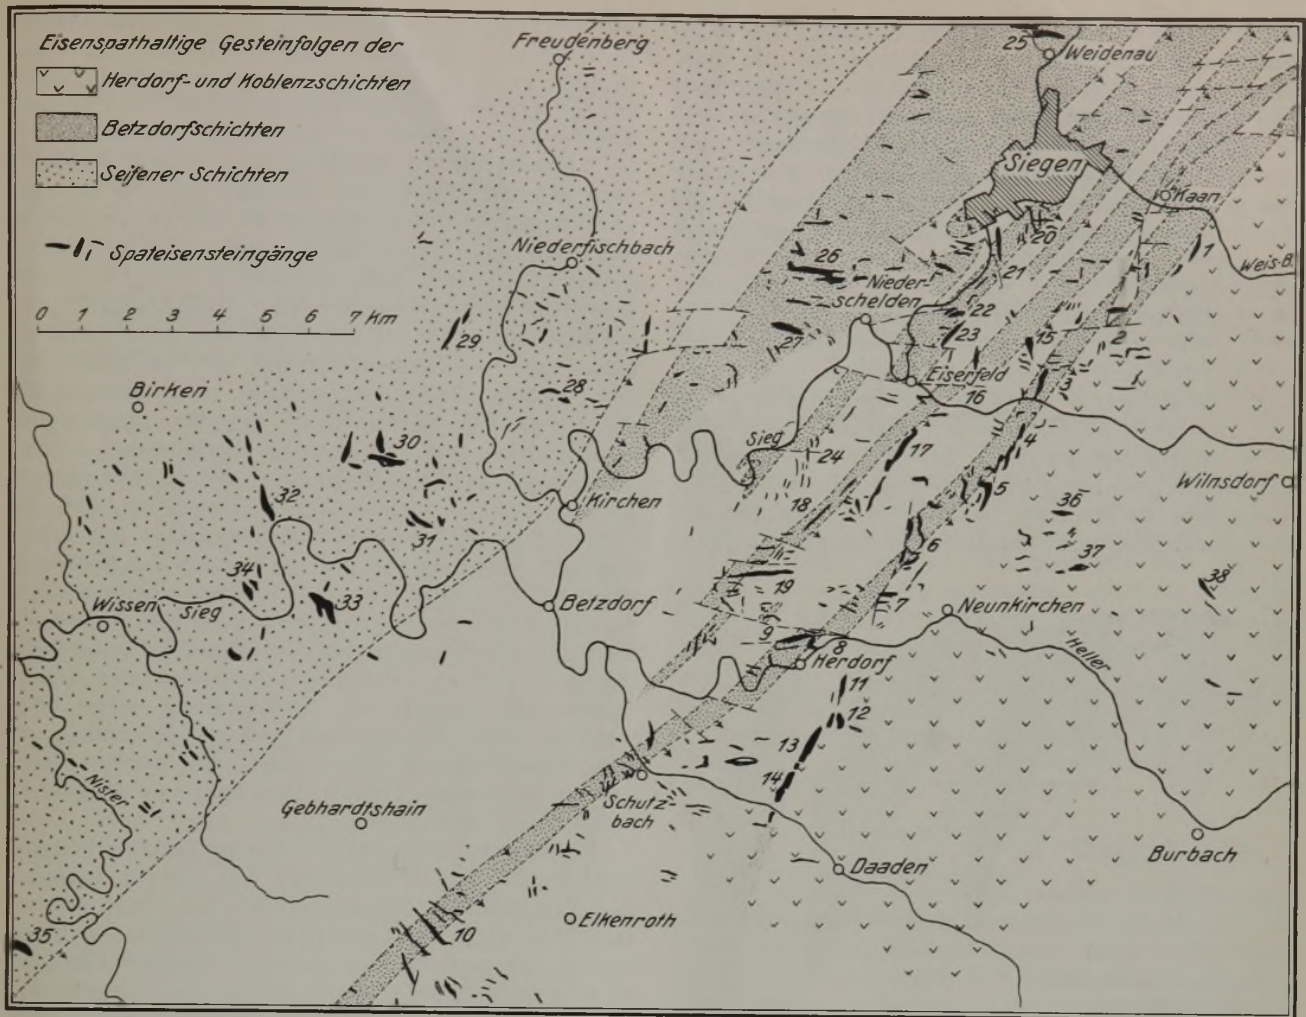 Eisenspathaltige Gesteinfolgen der
Herdorf- und Koblenzschichten
Betzdorfschichten
Seifener Schichten
Spateisensteingänge
0 1 2 3 4 5 6 7 Km
Freudenberg
25
Weidenau
Siegen
Kaan
Niederfischbach
20
1
Weis-B.
26
21
Nieder-
schelden
22
2
29
27
23
15
Birken
28
Eiserfeld
16
3
30
Sieg
24
17
4
Wilnsdorf
32
Kirchen
18
5
36
31
6
37
34
19
38
Wissen
Sieg
33
Betzdorf
7
Neunkirchen
9
8
Herdorf
Heller
11
12
13
14
Nister
Gebhardtshain
Schutz-
bach
Burbach
Daaden
35
10
Elkenroth